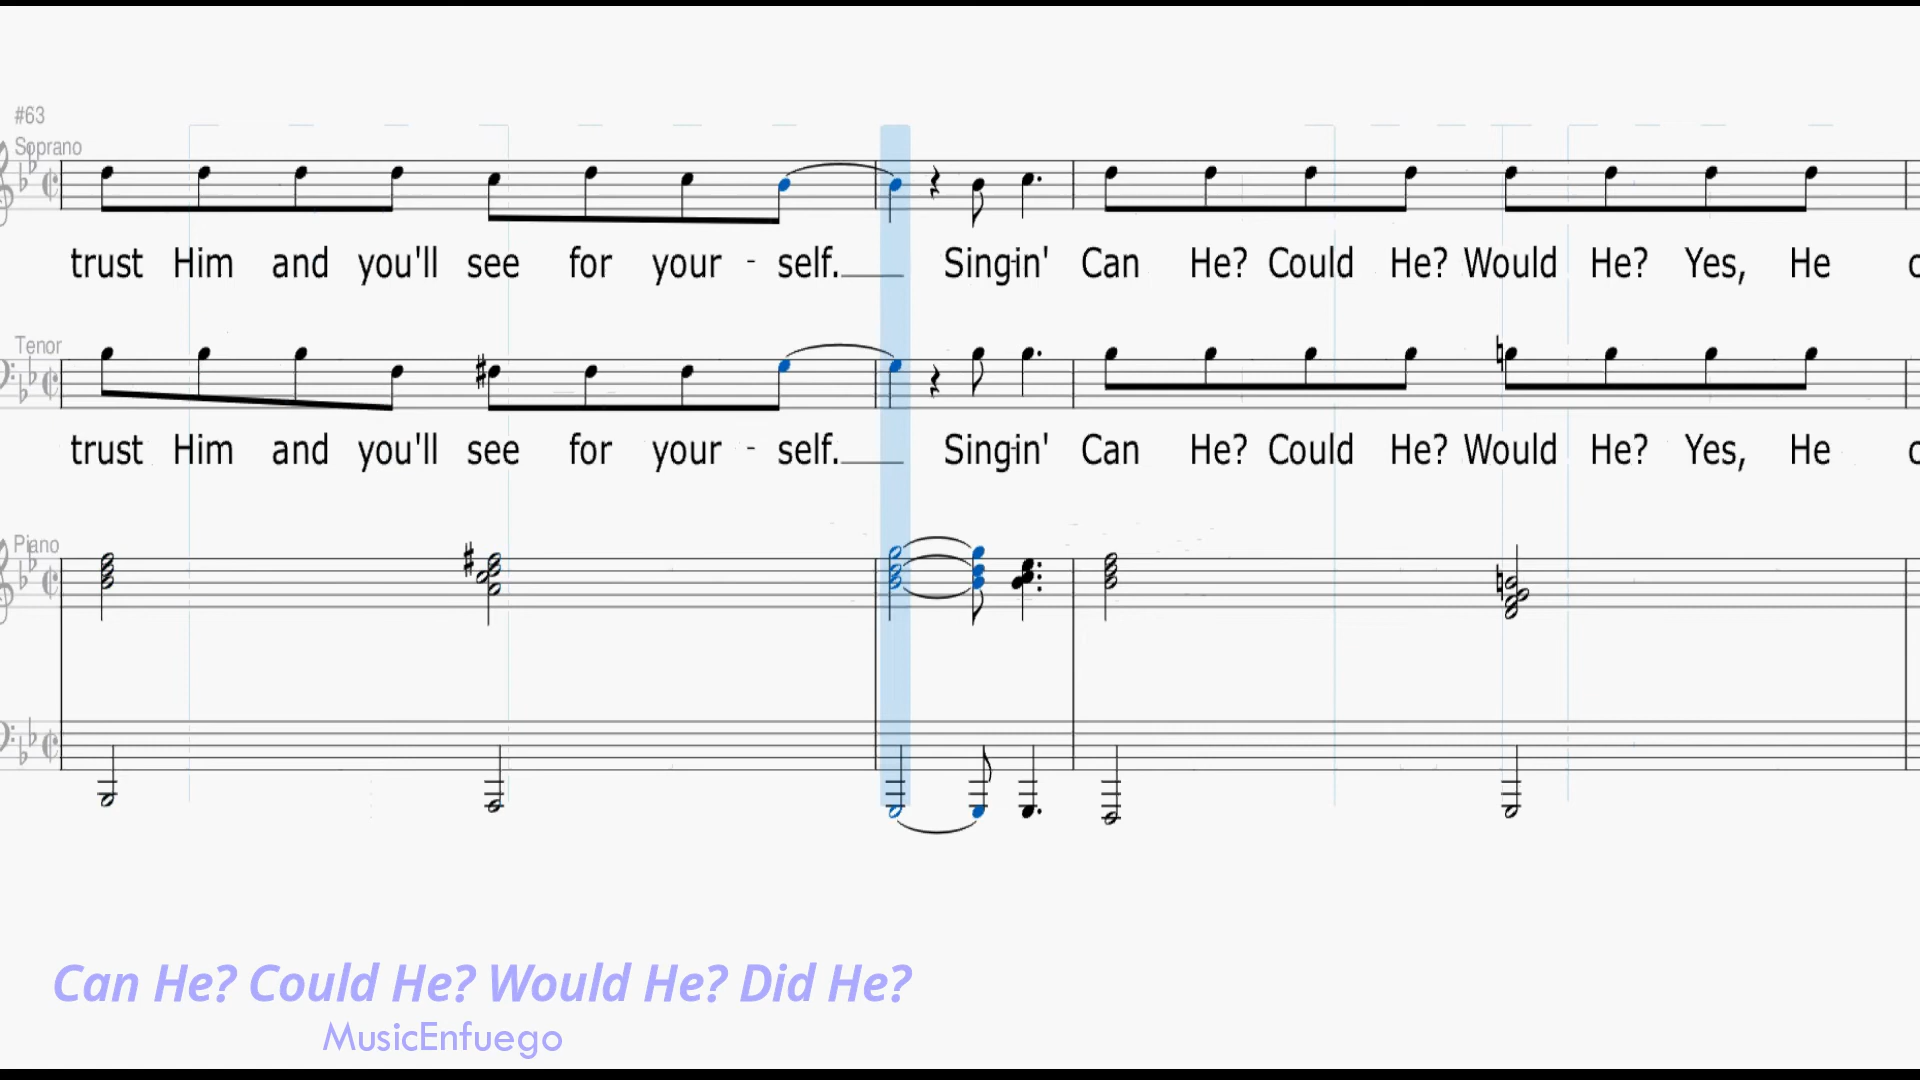 #63
Soprano
trust Him and you'll see for your - self. Singin' Can He? Could He? Would He? Yes, He
Tenor
trust Him and you'll see for your - self. Singin' Can He? Could He? Would He? Yes, He
Piano
Can He? Could He? Would He? Did He?
MusicEnfuego